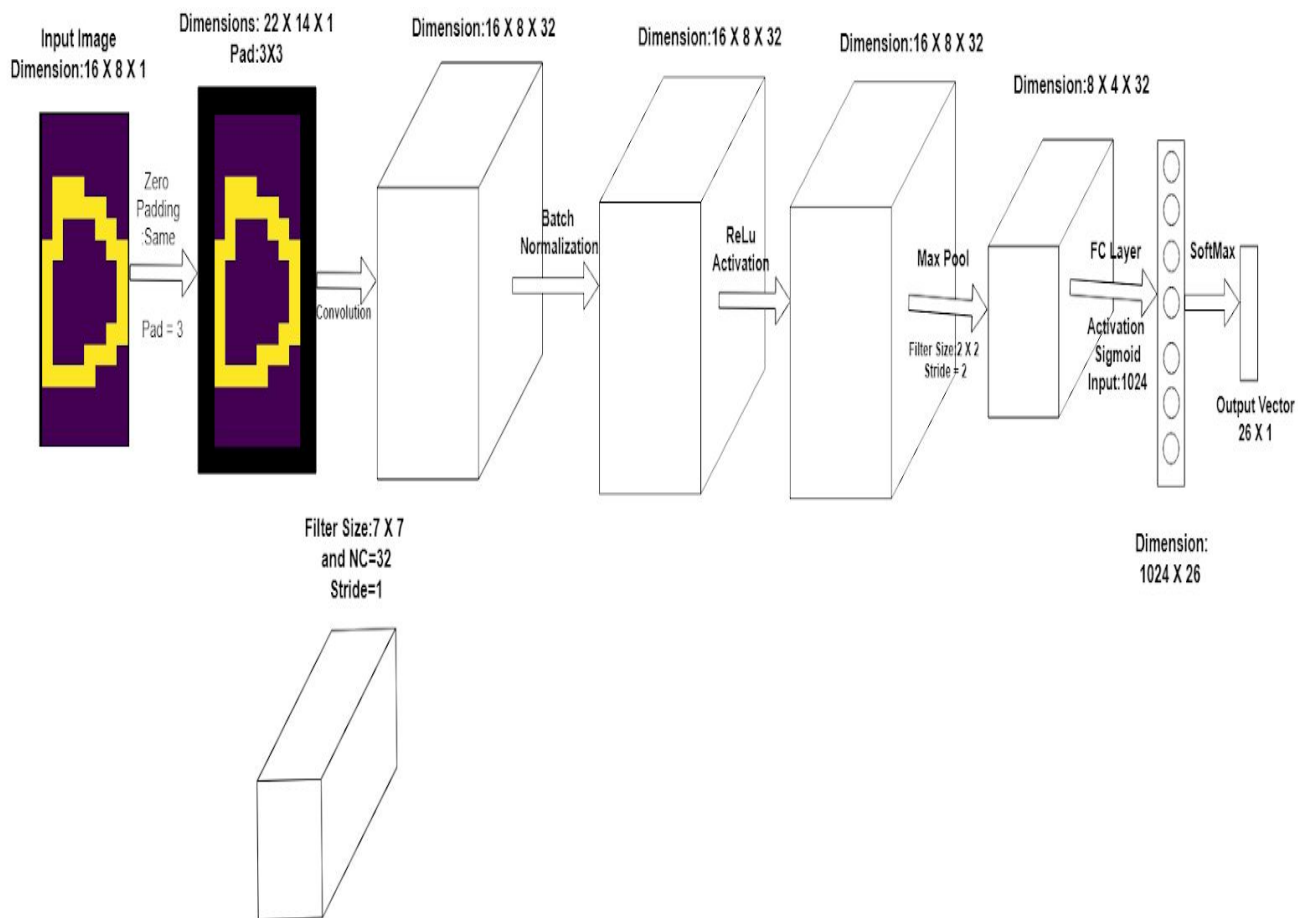 Input Image
Dimension:16 X 8 X 1
Zero
Padding
:Same
Pad = 3
Dimensions: 22 X 14 X 1
Pad:3X3
Convolution
Filter Size:7 X 7
and NC=32
Stride=1
Dimension:16 X 8 X 32
Batch
Normalization
Dimension:16 X 8 X 32
ReLu
Activation
Dimension:16 X 8 X 32
Max Pool
Filter Size:2 X 2
Stride = 2
Dimension:8 X 4 X 32
FC Layer
Activation
Sigmoid
Input:1024
Dimension:
1024 X 26
SoftMax
Output Vector
26 X 1